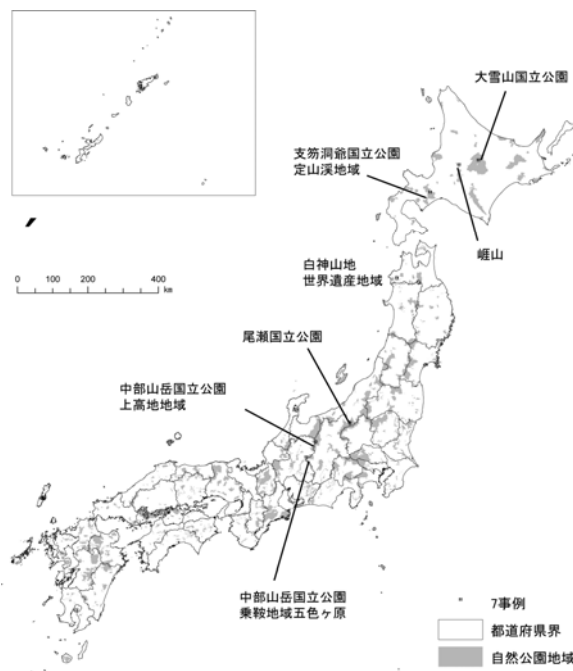 大雪山国立公園
支笏洞爺国立公園
定山渓地域
崕山
白神山地
世界遺産地域
0 100 200 400
km
尾瀬国立公園
中部山岳国立公園
上高地地域
中部山岳国立公園
乗鞍地域五色ヶ原
7事例
都道府県界
自然公園地域